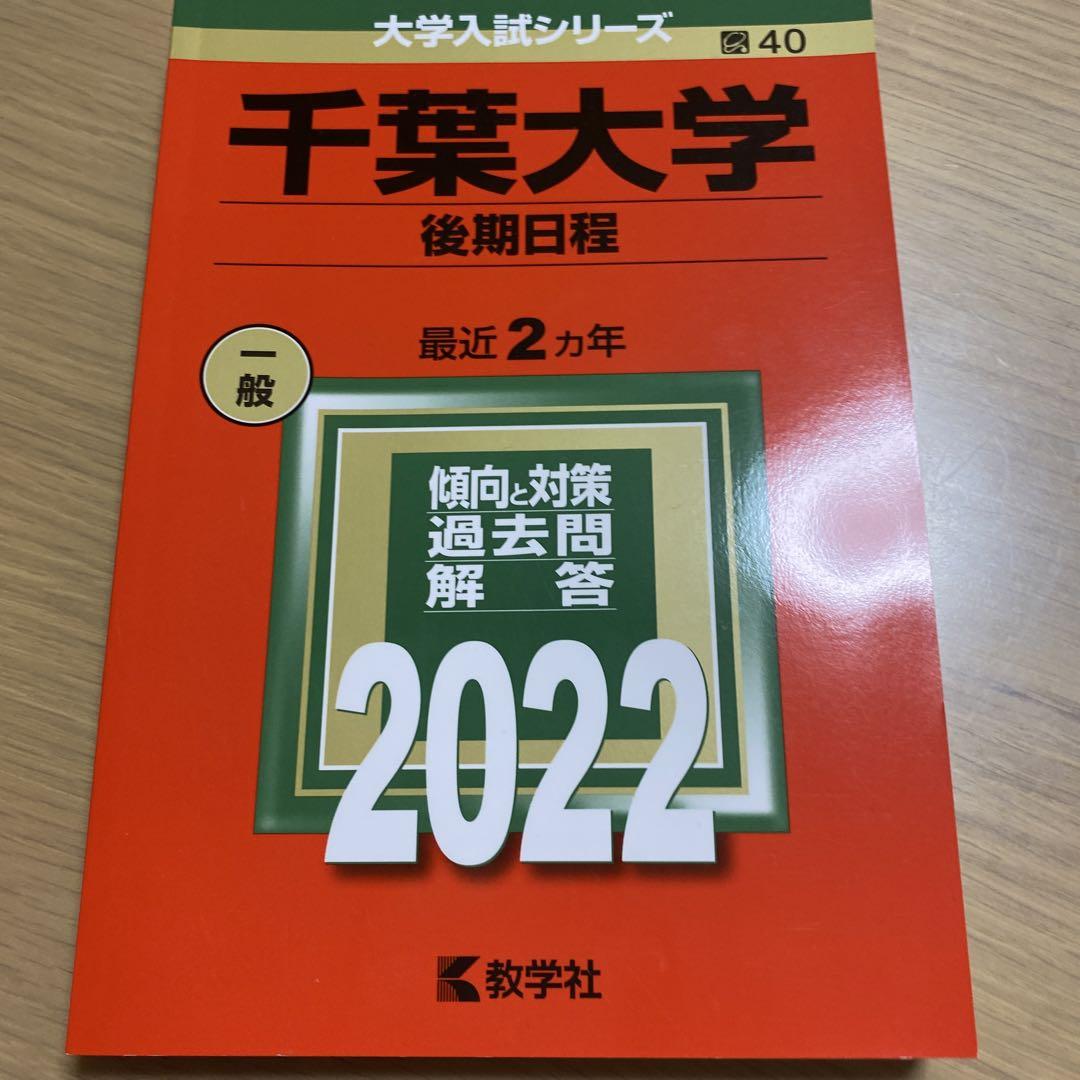 大学入試シリーズ
40
千葉大学
後期日程
最近2カ年
一般
傾向と対策
過去問
解答
2022
教学社